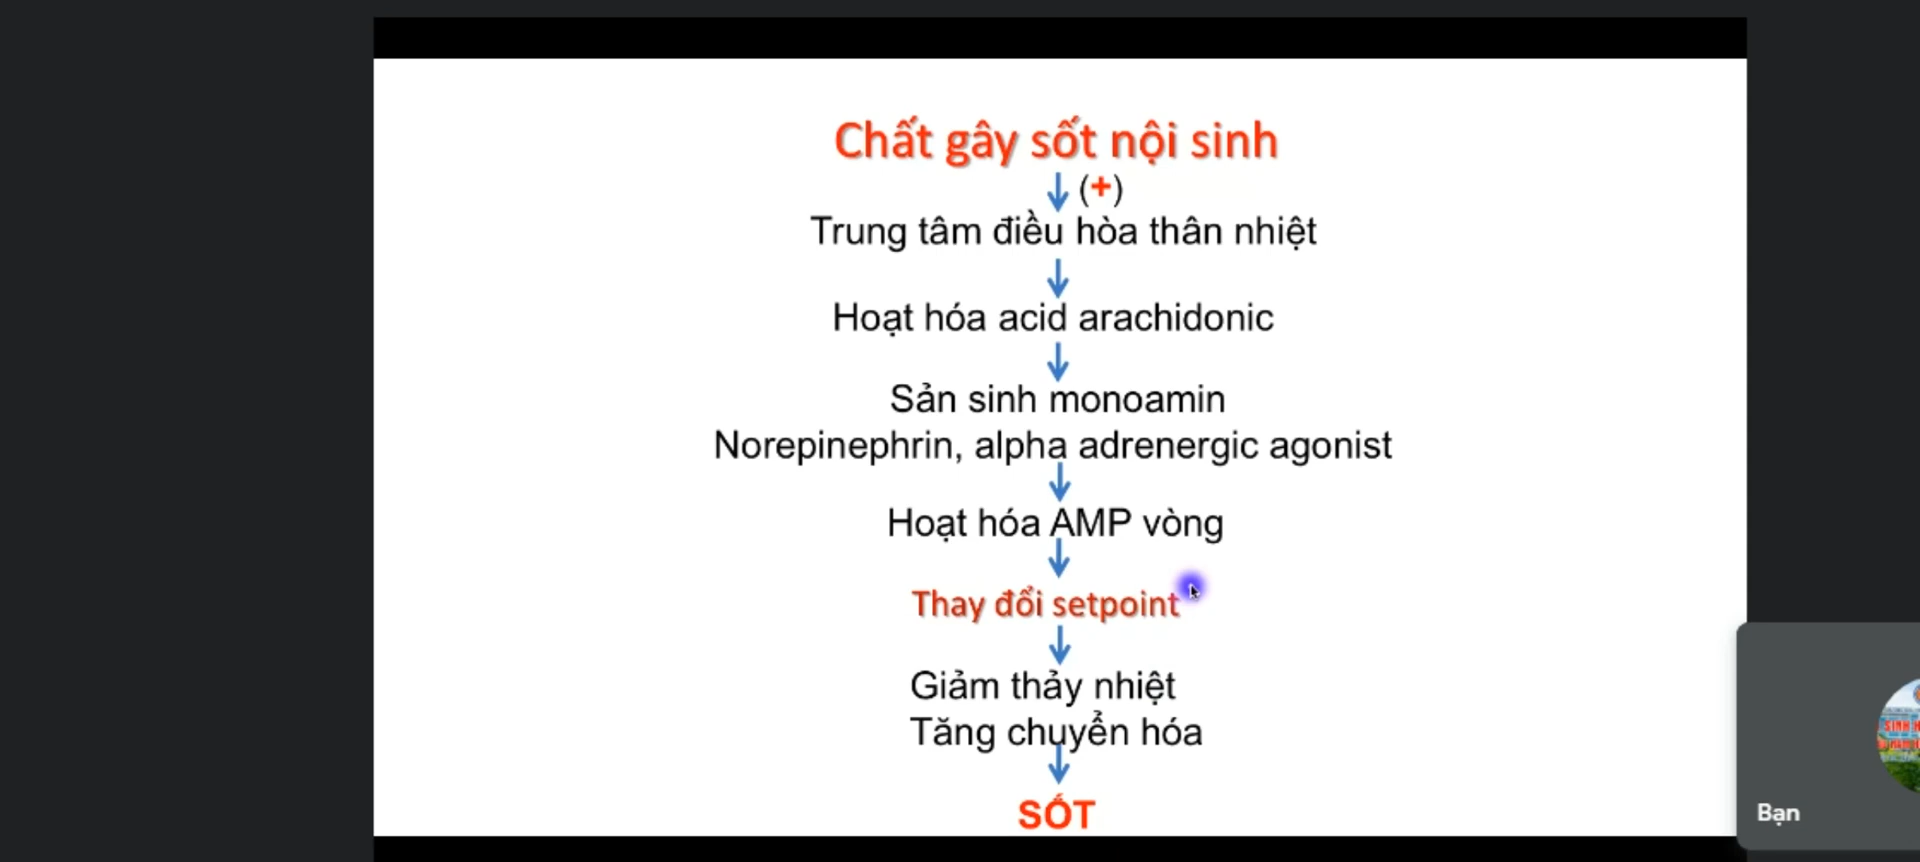 Chất gây sốt nội sinh
(+)
Trung tâm điều hòa thân nhiệt
Hoạt hóa acid arachidonic
Sản sinh monoamin
Norepinephrin, alpha adrenergic agonist
Hoạt hóa AMP vòng
Thay đổi setpoint
Giảm thảy nhiệt
Tăng chuyển hóa
SỐT
Bạn